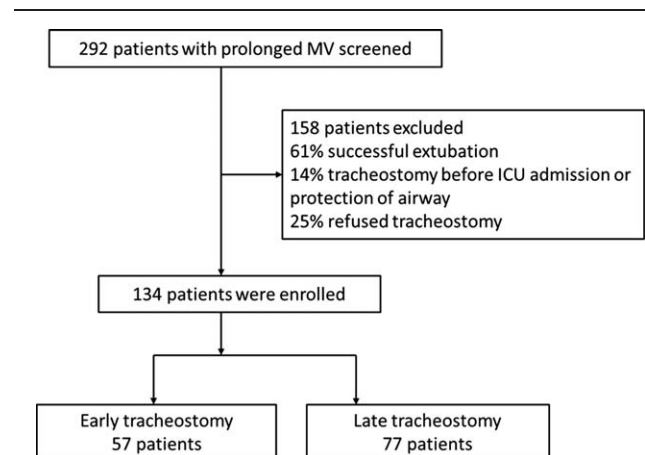 292 patients with prolonged MV screened
158 patients excluded
61% successful extubation
14% tracheostomy before ICU admission or
protection of airway
25% refused tracheostomy
134 patients were enrolled
Early tracheostomy
57 patients
Late tracheostomy
77 patients